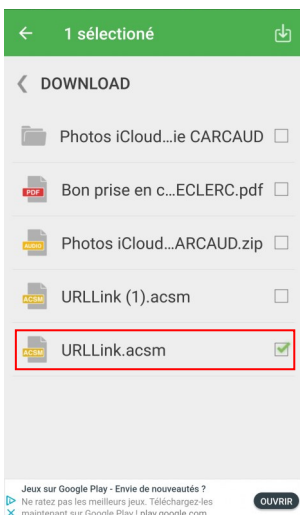 1 sélectioné
DOWNLOAD
Photos iCloud...ie CARCAUD
PDF
Bon prise en c...ECLERC.pdf
AUDIO
Photos iCloud...ARCAUD.zip
ACSM
URLLink (1).acsm
ACSM
URLLink.acsm
Jeux sur Google Play - Envie de nouveautés ?
Ne ratez pas les meilleurs jeux. Téléchargez-les
maintenant sur Google Play | play.google.com
OUVRIR